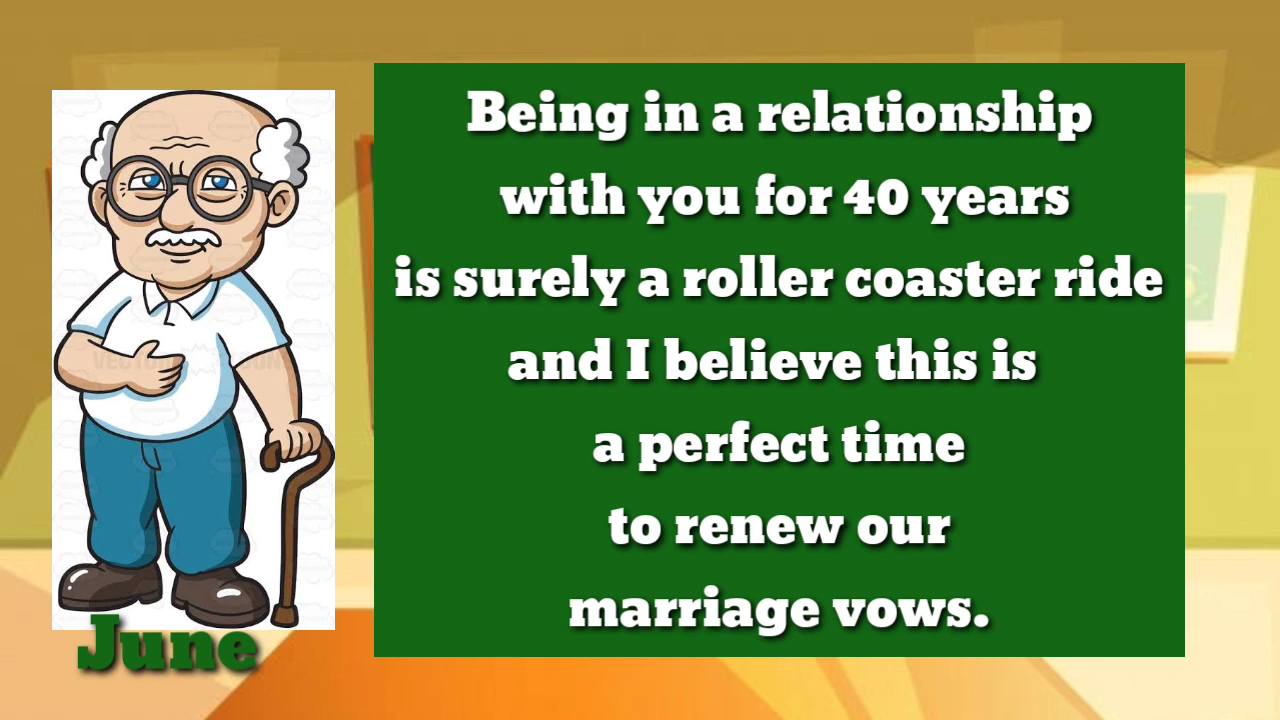 Being in a relationship
with you for 40 years
is surely a roller coaster ride
and I believe this is
a perfect time
to renew our
marriage vows.
June